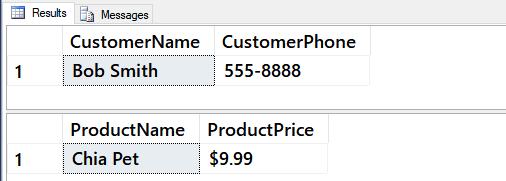 Results Messages
CustomerName CustomerPhone
1 Bob Smith 555-8888
ProductName ProductPrice
1 Chia Pet $9.99